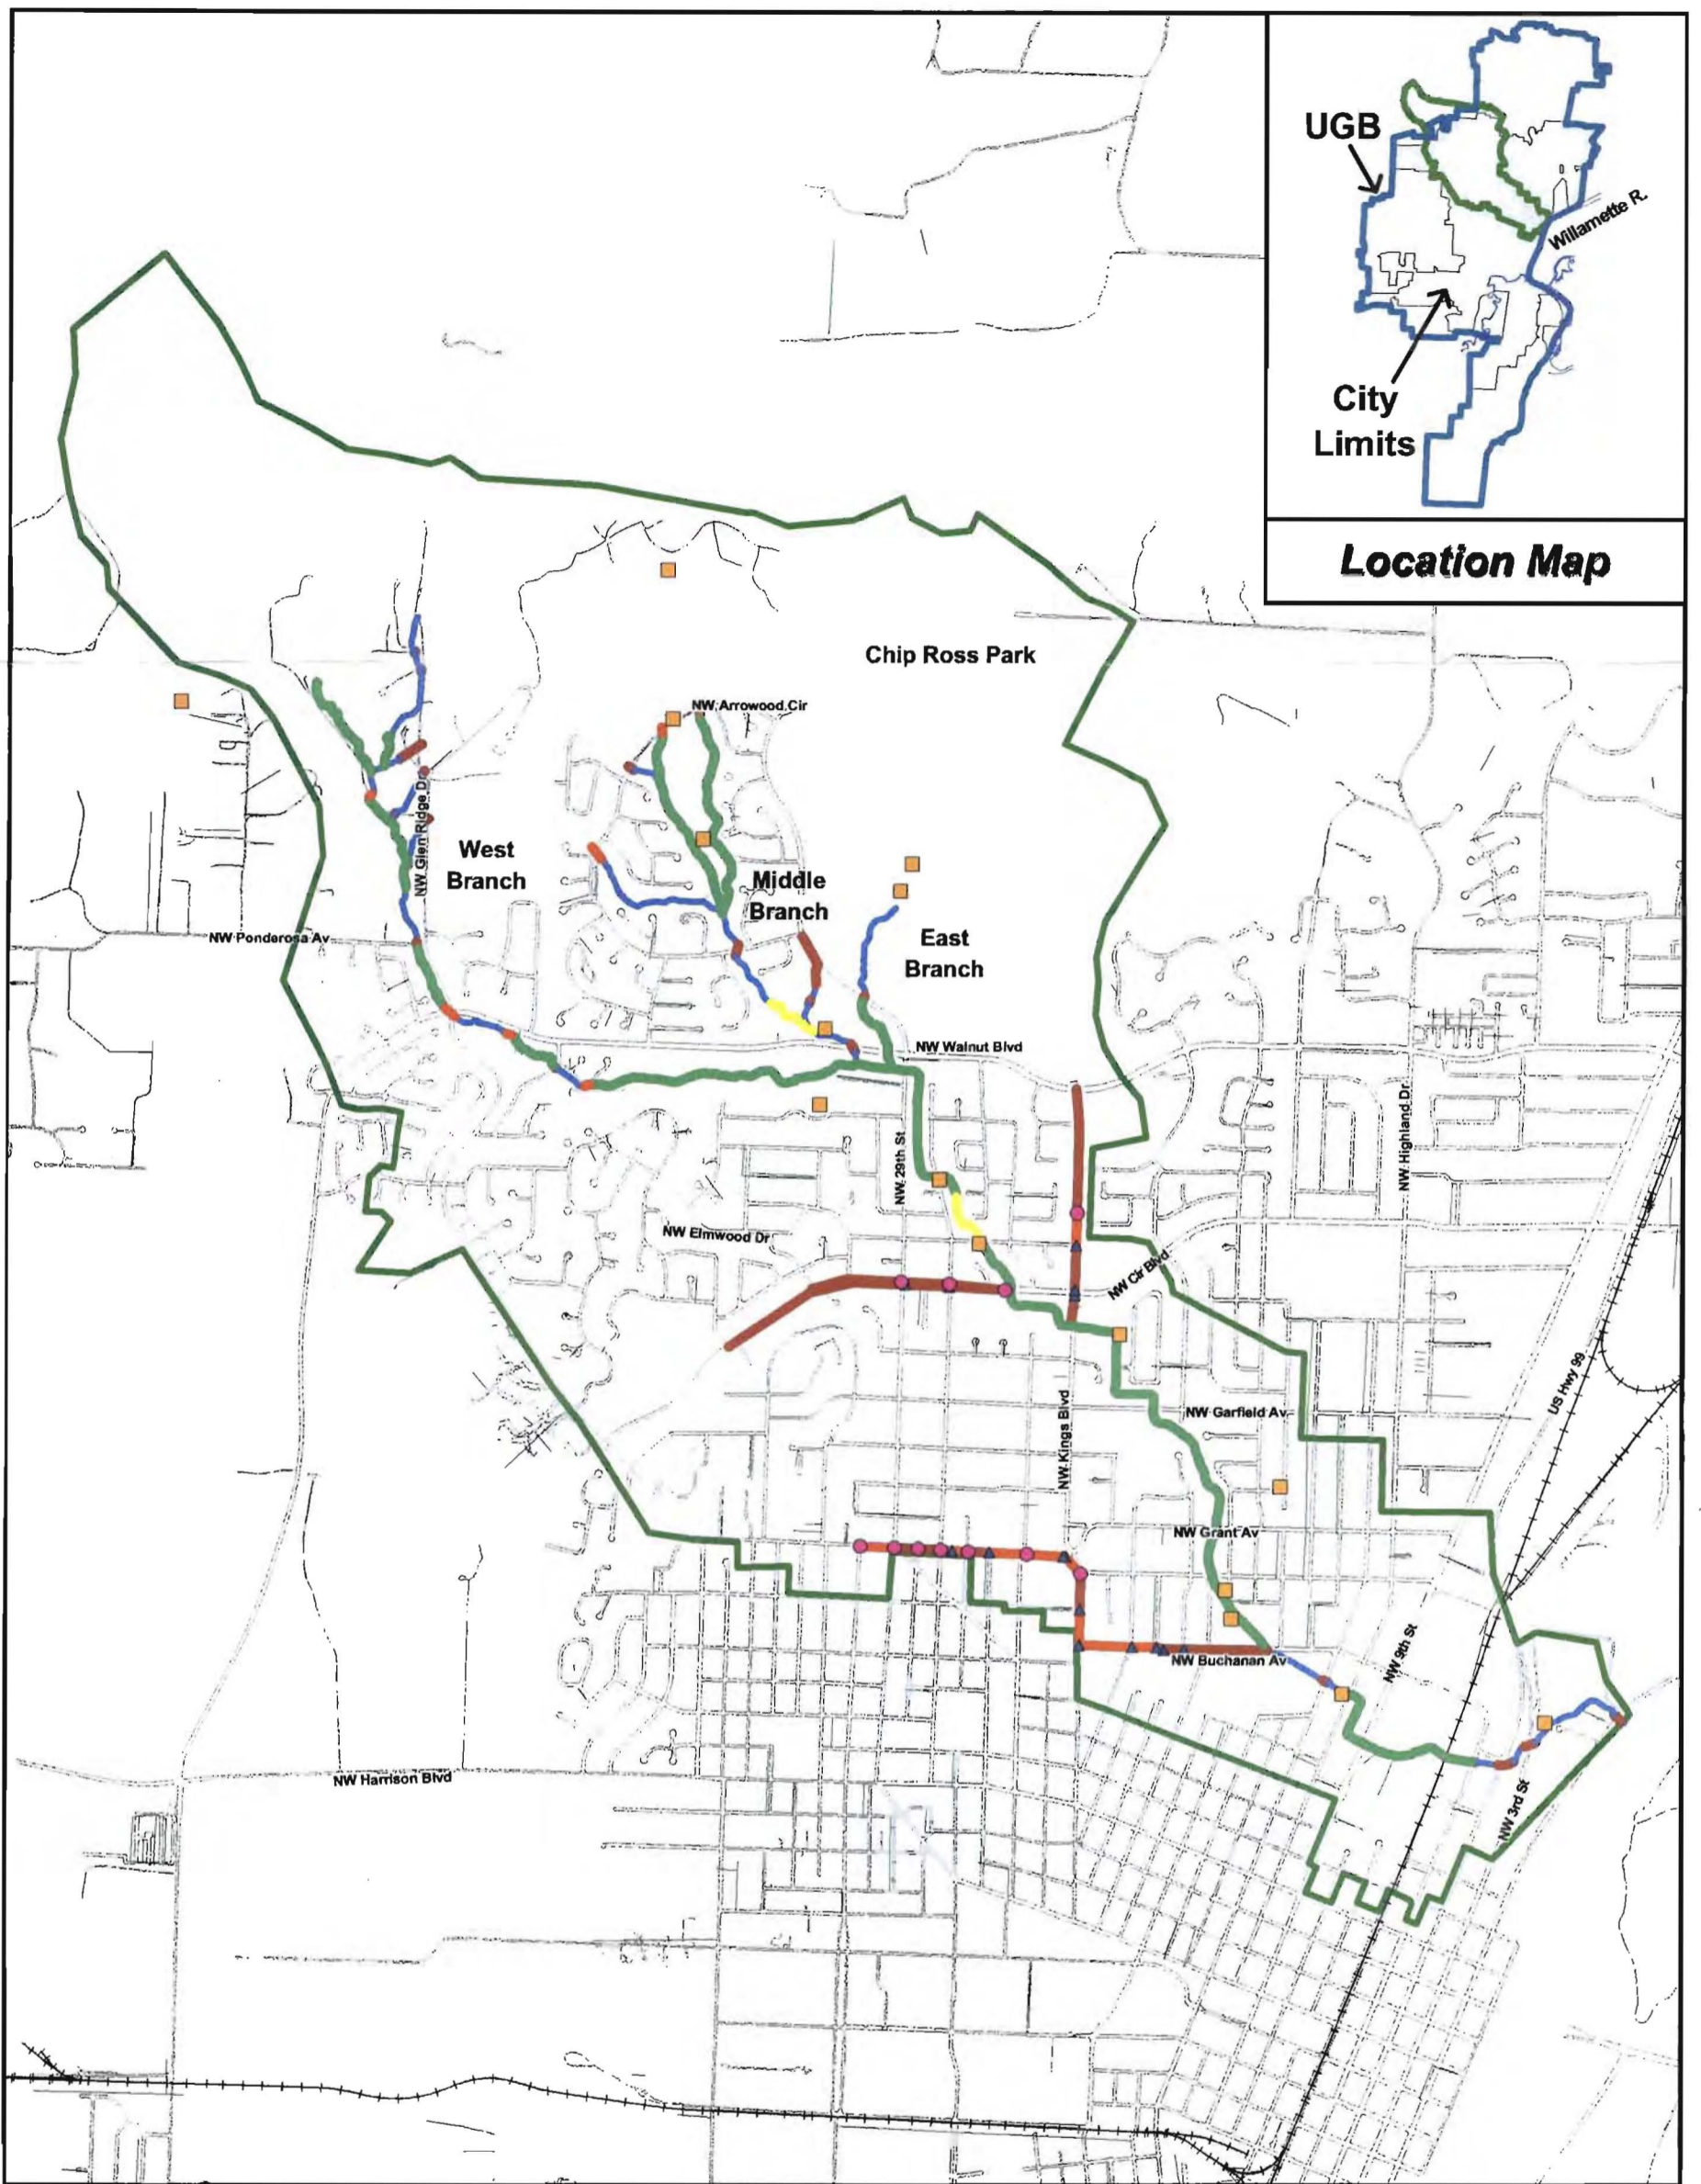 UGB
Willamette R.
City
Limits
Location Map
Chip Ross Park
NW Arrowood Cir
NW Glen Ridge Dr
West
Branch
Middle
Branch
East
Branch
NW Ponderosa Av
NW Walnut Blvd
NW Highland Dr
NW 29th St
NW Elmwood Dr
NW Cir Blvd
US Hwy 99
NW Kings Blvd
NW Garfield Av
NW Grant Av
NW 9th St
NW Buchanan Av
NW Harrison Blvd
NW 3rd St